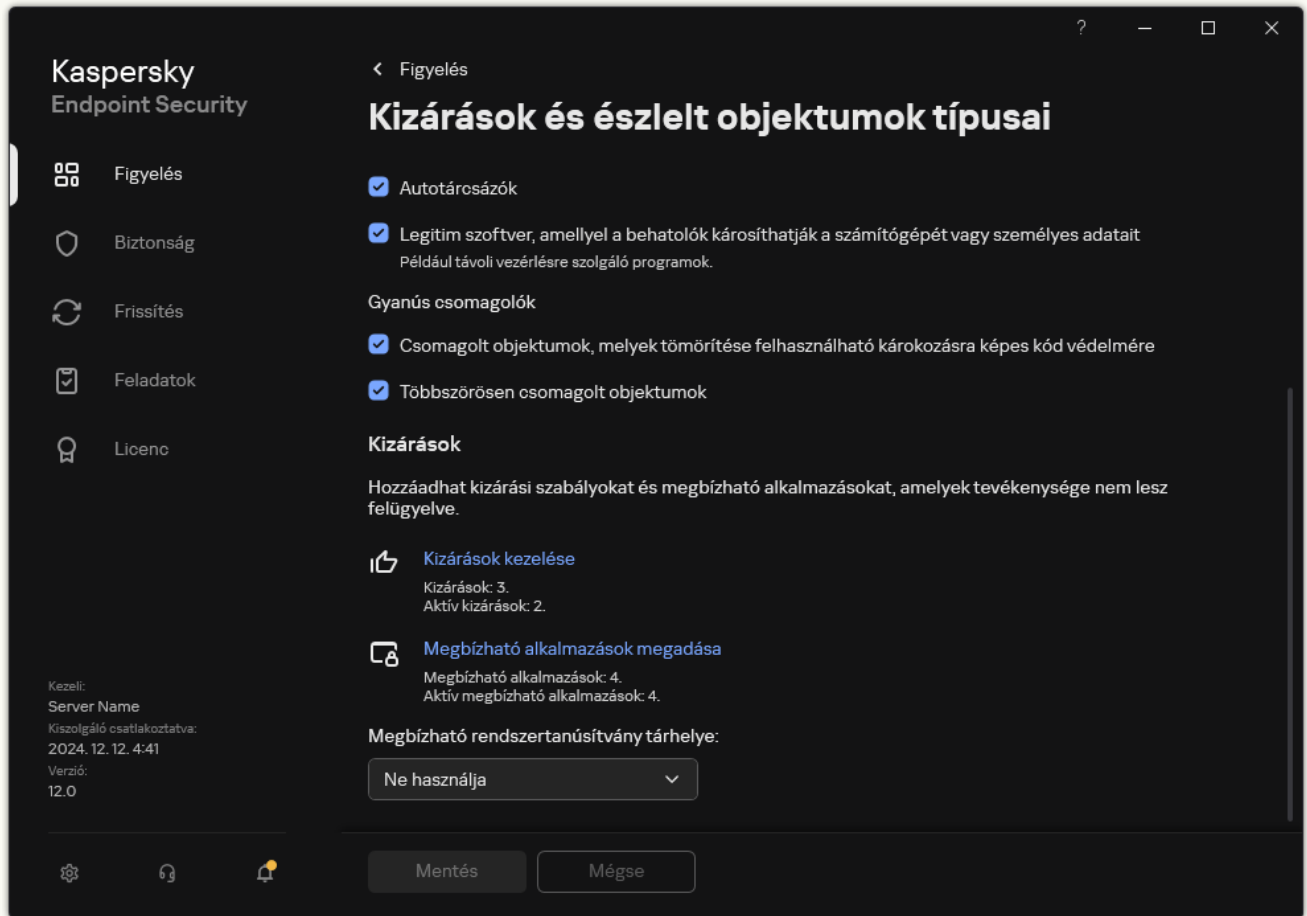 ?
Kaspersky
Endpoint Security
Figyelés
Biztonság
Frissítés
Feladatok
Licenc
Kezeli:
Server Name
Kiszolgáló csatlakoztatva:
2024. 12. 12. 4:41
Verzió:
12.0
Figyelés
Kizárások és észlelt objektumok típusai
Autotárcsázók
Legitim szoftver, amellyel a behatolók károsíthatják a számítógépét vagy személyes adatait
Például távoli vezérlésre szolgáló programok.
Gyanús csomagolók
Csomagolt objektumok, melyek tömörítése felhasználható károkozásra képes kód védelmére
Többszörösen csomagolt objektumok
Kizárások
Hozzáadhat kizárási szabályokat és megbízható alkalmazásokat, amelyek tevékenysége nem lesz
felügyelve.
Kizárások kezelése
Kizárások: 3.
Aktív kizárások: 2.
Megbízható alkalmazások megadása
Megbízható alkalmazások: 4.
Aktív megbízható alkalmazások: 4.
Megbízható rendszertanúsítvány tárhelye:
Ne használja
Mentés
Mégse